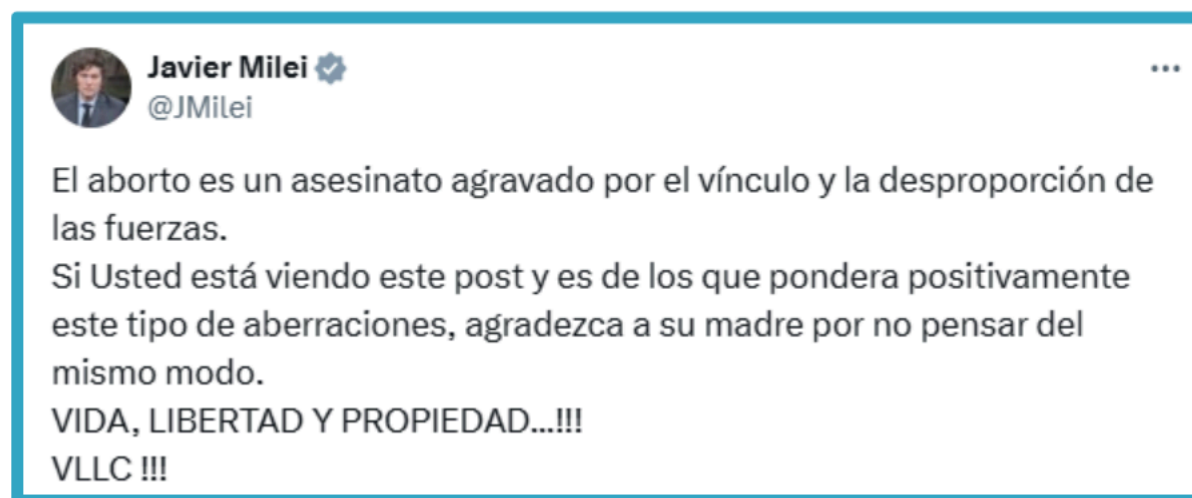 Javier Milei
@JMilei
El aborto es un asesinato agravado por el vínculo y la desproporción de
las fuerzas.
Si Usted está viendo este post y es de los que pondera positivamente
este tipo de aberraciones, agradezca a su madre por no pensar del
mismo modo.
VIDA, LIBERTAD Y PROPIEDAD...!!!
VLLC !!!